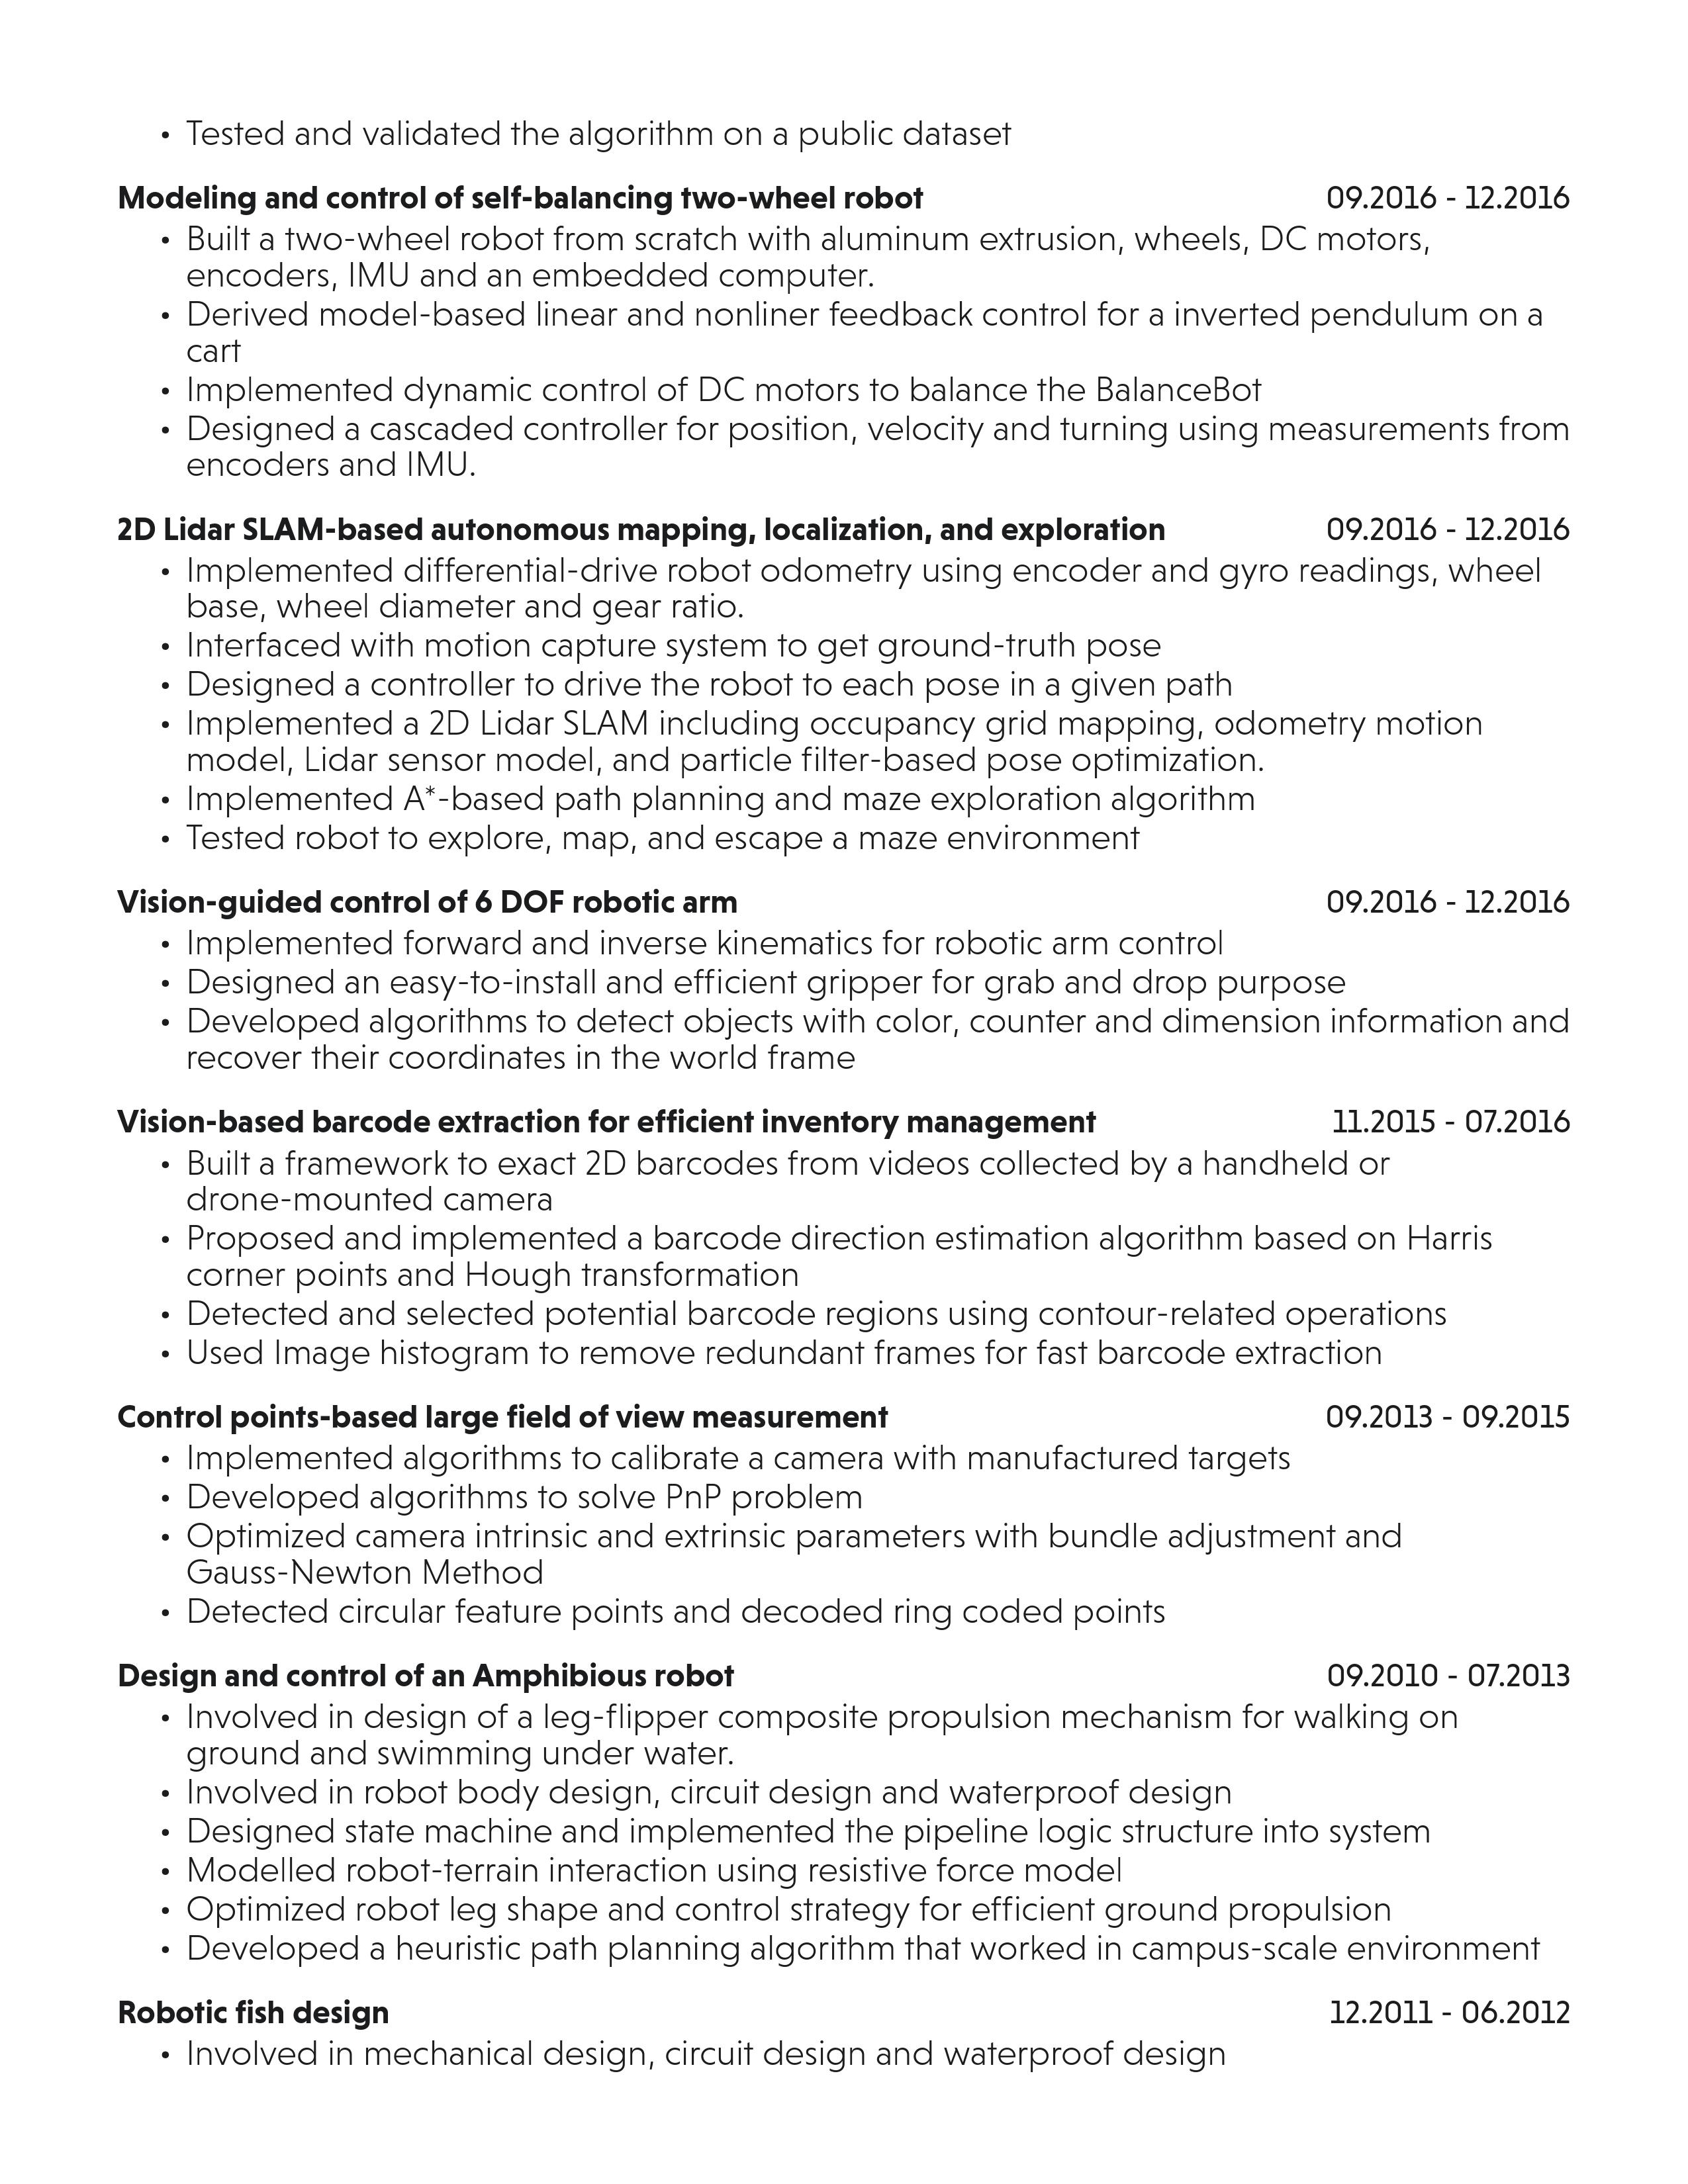 • Tested and validated the algorithm on a public dataset
Modeling and control of self-balancing two-wheel robot 09.2016 - 12.2016
• Built a two-wheel robot from scratch with aluminum extrusion, wheels, DC motors,
encoders, IMU and an embedded computer.
• Derived model-based linear and nonliner feedback control for a inverted pendulum on a
cart
• Implemented dynamic control of DC motors to balance the BalanceBot
• Designed a cascaded controller for position, velocity and turning using measurements from
encoders and IMU.
2D Lidar SLAM-based autonomous mapping, localization, and exploration 09.2016 - 12.2016
• Implemented differential-drive robot odometry using encoder and gyro readings, wheel
base, wheel diameter and gear ratio.
• Interfaced with motion capture system to get ground-truth pose
• Designed a controller to drive the robot to each pose in a given path
• Implemented a 2D Lidar SLAM including occupancy grid mapping, odometry motion
model, Lidar sensor model, and particle filter-based pose optimization.
• Implemented A*-based path planning and maze exploration algorithm
• Tested robot to explore, map, and escape a maze environment
Vision-guided control of 6 DOF robotic arm 09.2016 - 12.2016
• Implemented forward and inverse kinematics for robotic arm control
• Designed an easy-to-install and efficient gripper for grab and drop purpose
• Developed algorithms to detect objects with color, counter and dimension information and
recover their coordinates in the world frame
Vision-based barcode extraction for efficient inventory management 11.2015 - 07.2016
• Built a framework to exact 2D barcodes from videos collected by a handheld or
drone-mounted camera
• Proposed and implemented a barcode direction estimation algorithm based on Harris
corner points and Hough transformation
• Detected and selected potential barcode regions using contour-related operations
• Used Image histogram to remove redundant frames for fast barcode extraction
Control points-based large field of view measurement 09.2013 - 09.2015
• Implemented algorithms to calibrate a camera with manufactured targets
• Developed algorithms to solve PnP problem
• Optimized camera intrinsic and extrinsic parameters with bundle adjustment and
Gauss-Newton Method
• Detected circular feature points and decoded ring coded points
Design and control of an Amphibious robot 09.2010 - 07.2013
• Involved in design of a leg-flipper composite propulsion mechanism for walking on
ground and swimming under water.
• Involved in robot body design, circuit design and waterproof design
• Designed state machine and implemented the pipeline logic structure into system
• Modelled robot-terrain interaction using resistive force model
• Optimized robot leg shape and control strategy for efficient ground propulsion
• Developed a heuristic path planning algorithm that worked in campus-scale environment
Robotic fish design 12.2011 - 06.2012
• Involved in mechanical design, circuit design and waterproof design